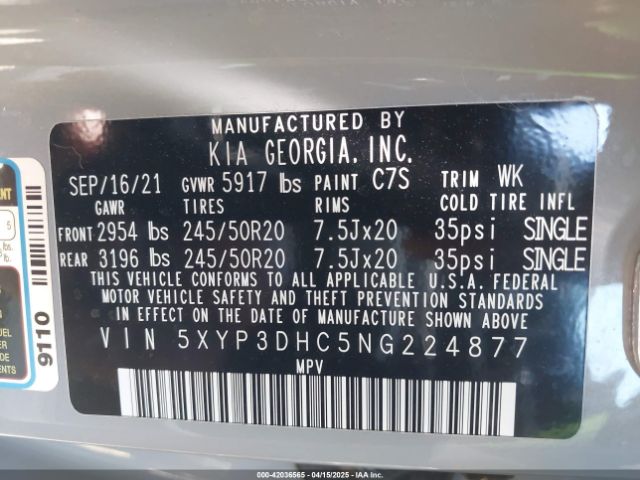 MANUFACTURED BY
KIA GEORGIA, INC.
SEP/16/21 GVWR 5917 lbs PAINT C7S TRIM WK
GAWR TIRES RIMS COLD TIRE INFL
FRONT 2954 lbs 245/50R20 7.5Jx20 35psi SINGLE
REAR 3196 lbs 245/50R20 7.5Jx20 35psi SINGLE
THIS VEHICLE CONFORMS TO ALL APPLICABLE U.S.A. FEDERAL
MOTOR VEHICLE SAFETY AND THEFT PREVENTION STANDARDS
IN EFFECT ON THE DATE OF MANUFACTURE SHOWN ABOVE.
VIN 5XYP3DHC5NG224877
MPV
9110
5
lbs.
000-42036565 - 04/15/2025 - IAA Inc.